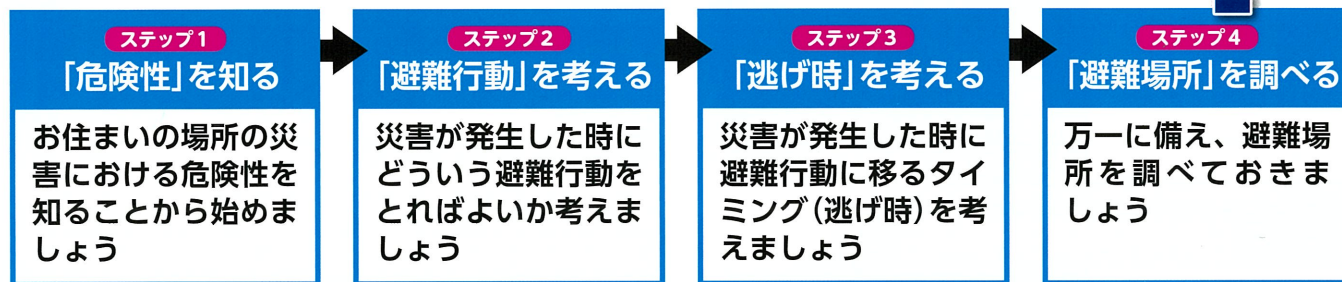 ステップ1
「危険性」を知る
お住まいの場所の災
害における危険性を
知ることから始めま
しょう
ステップ2
「避難行動」を考える
災害が発生した時に
どういう避難行動を
とればよいか考えま
しょう
ステップ3
「逃げ時」を考える
災害が発生した時に
避難行動に移るタイ
ミング(逃げ時)を考
えましょう
ステップ4
「避難場所」を調べる
万一に備え、避難場
所を調べておきま
しょう